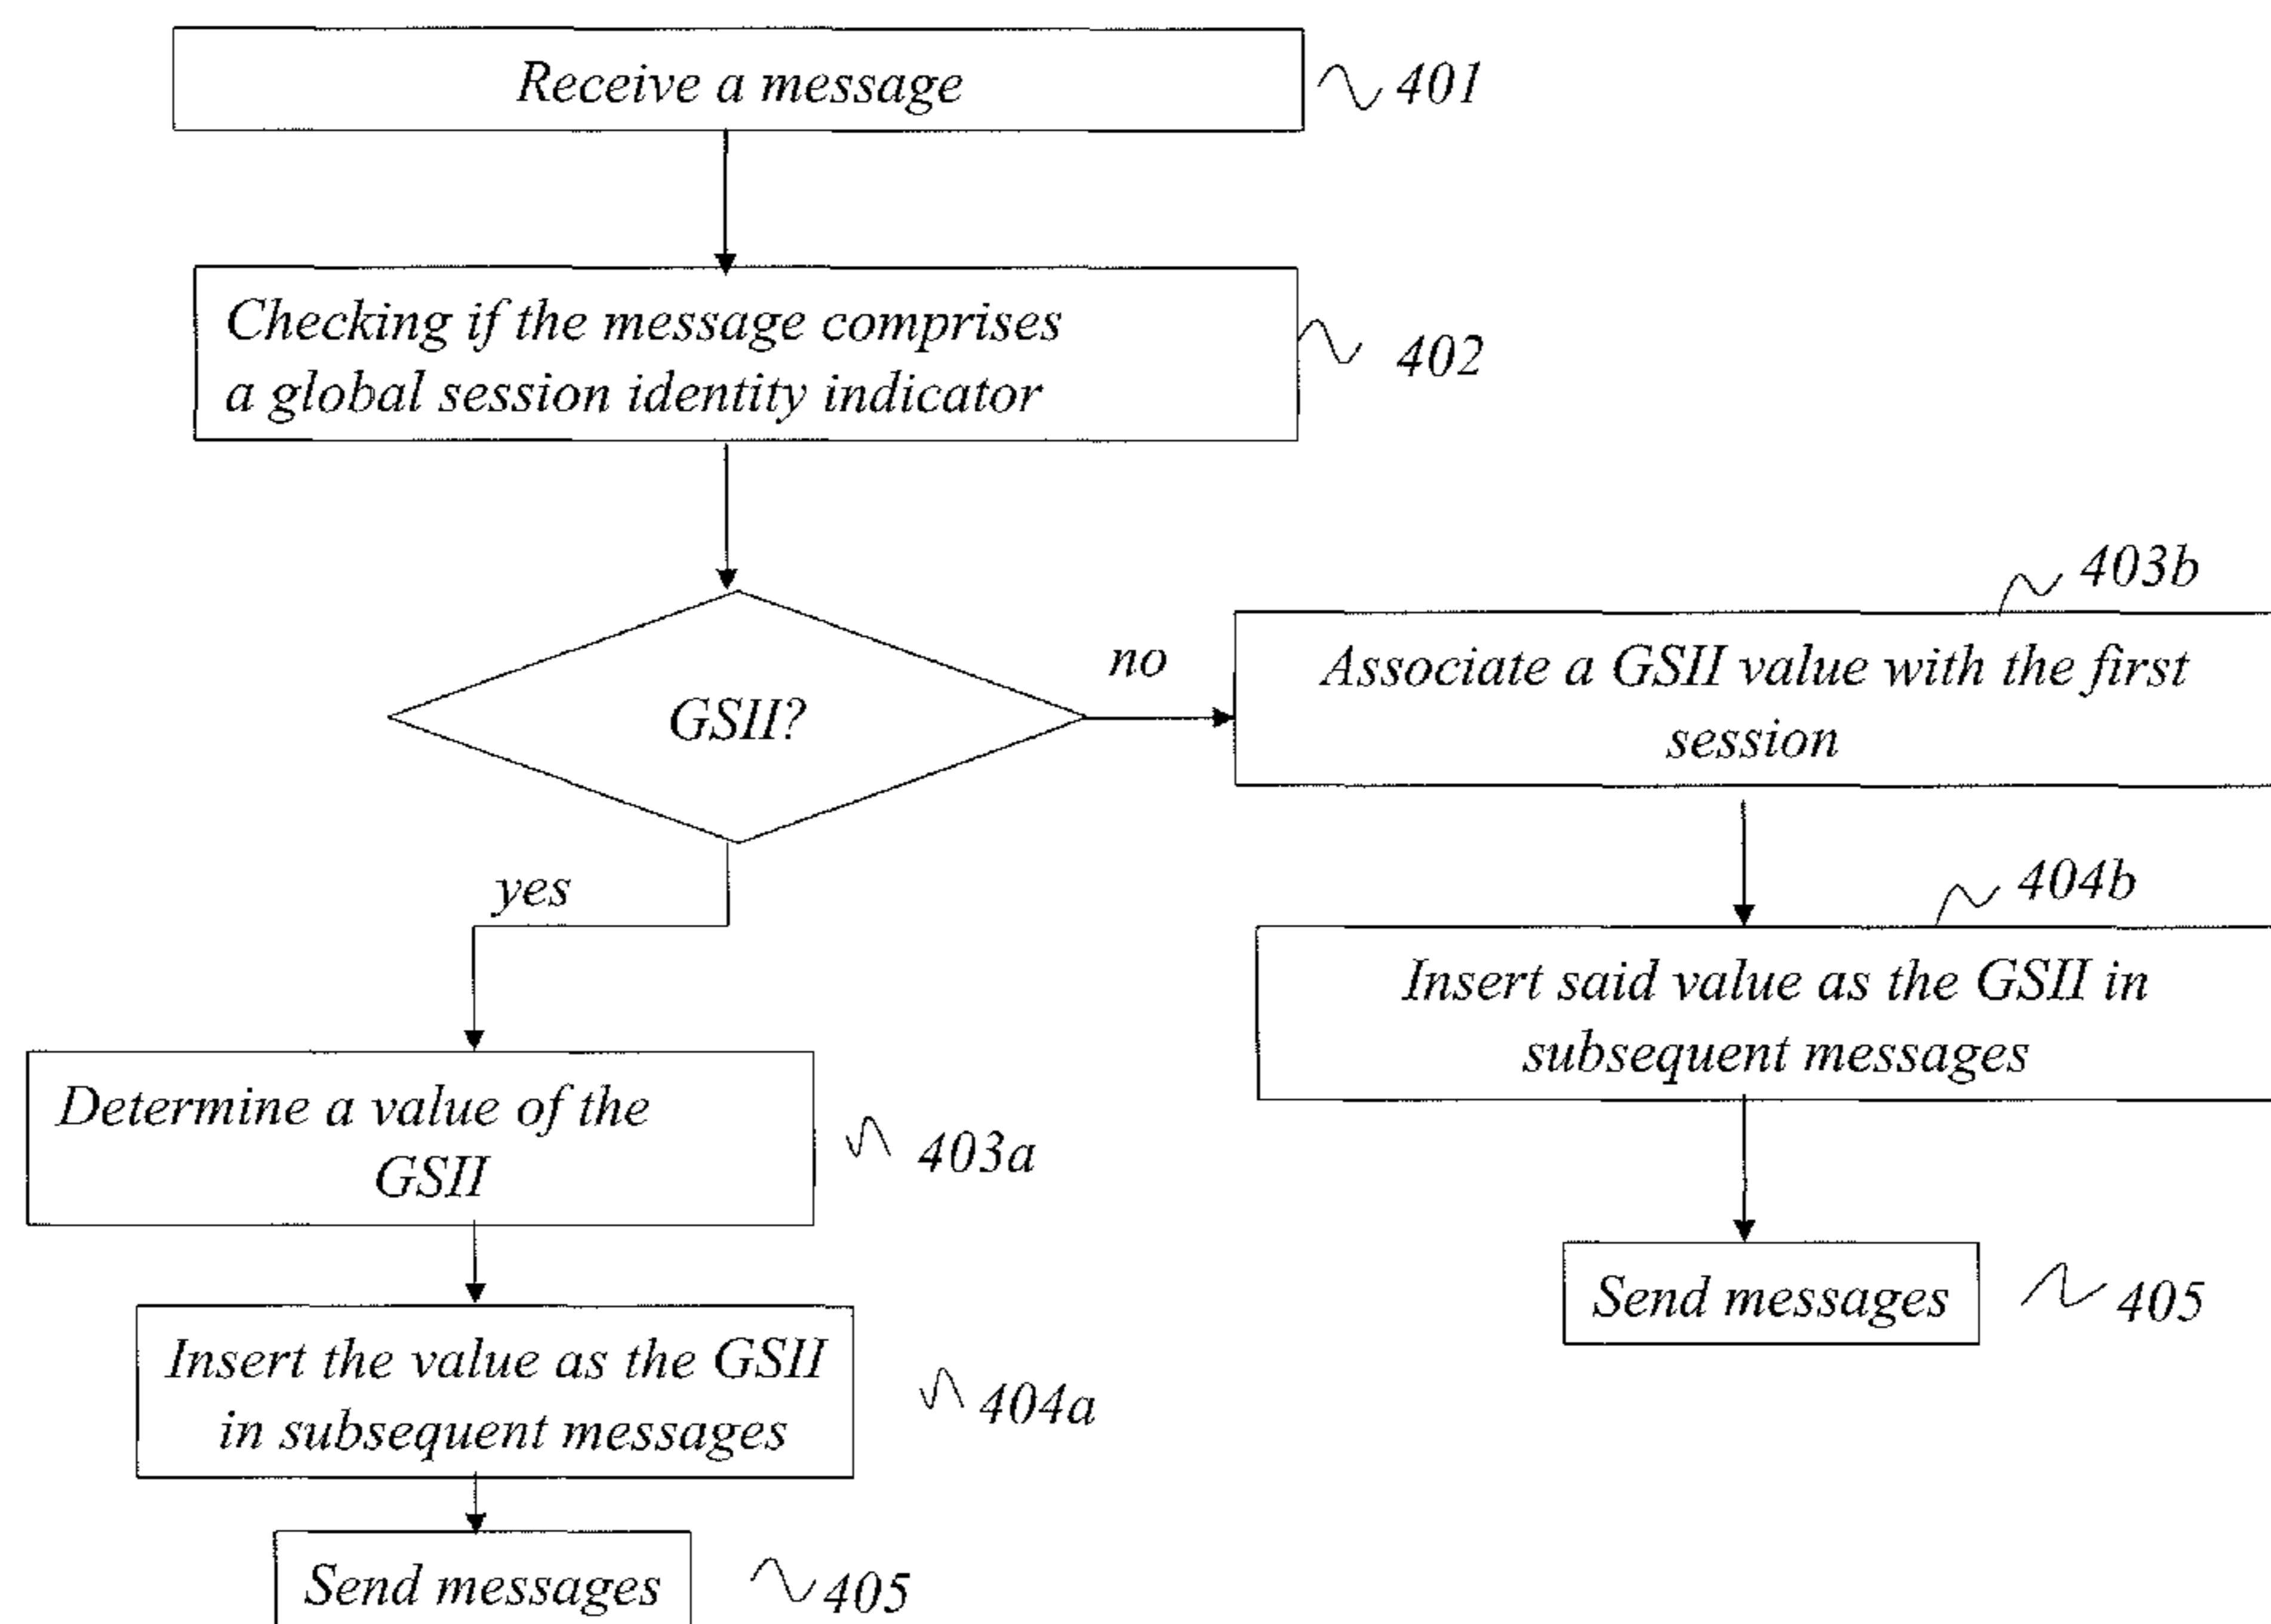 Receive a message
401
Checking if the message comprises
a global session identity indicator
402
403b
no
Associate a GSII value with the first
session
GSII?
yes
404b
Insert said value as the GSII in
subsequent messages
Determine a value of the
GSII
403a
Send messages
405
Insert the value as the GSII
in subsequent messages
404a
Send messages
405